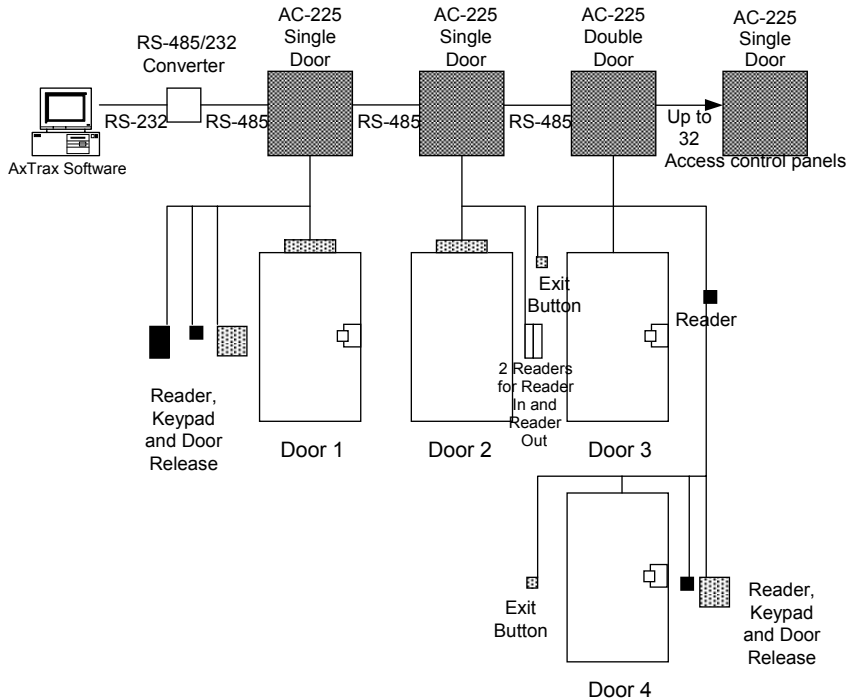 AC-225
Single
Door
AC-225
Single
Door
AC-225
Double
Door
AC-225
Single
Door
RS-485/232
Converter
RS-232
RS-485
RS-485
RS-485
Up to
32
Access control panels
AxTrax Software
Exit
Button
Reader
2 Readers
for Reader
In and
Reader
Out
Reader,
Keypad
and Door
Release
Door 1
Door 2
Door 3
Exit
Button
Reader,
Keypad
and Door
Release
Door 4